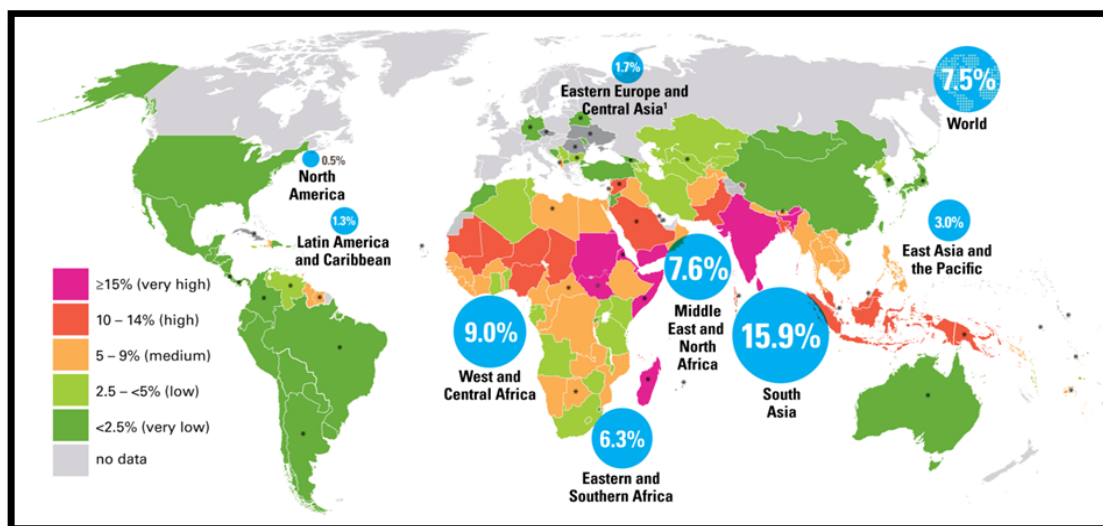 1.7%
Eastern Europe and
Central Asia¹
7.5%
World
0.5%
North
America
1.3%
Latin America
and Caribbean
3.0%
East Asia and
the Pacific
≥15% (very high)
10 – 14% (high)
5 – 9% (medium)
2.5 – <5% (low)
<2.5% (very low)
no data
9.0%
West and
Central Africa
7.6%
Middle
East and
North
Africa
15.9%
South
Asia
6.3%
Eastern and
Southern Africa